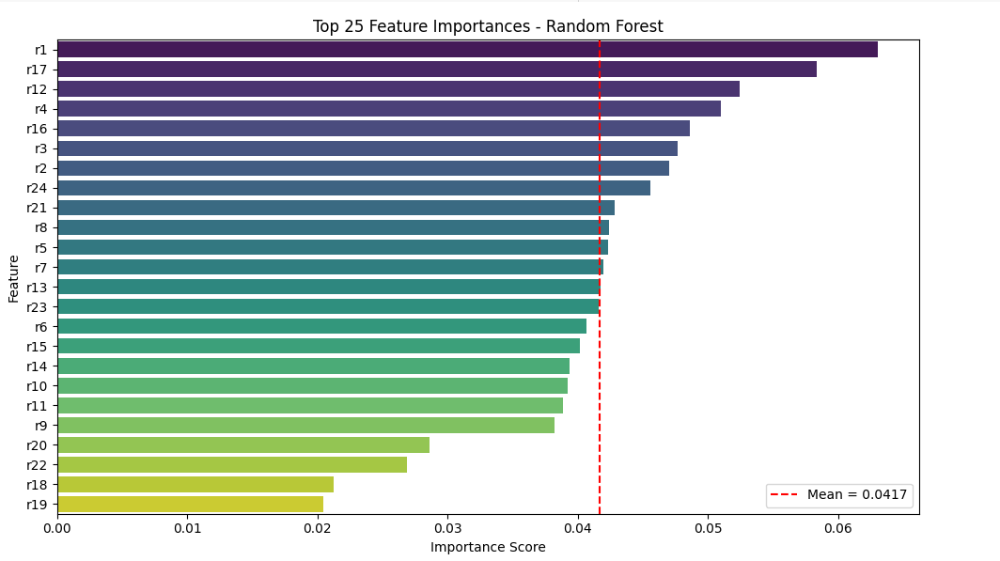 Top 25 Feature Importances - Random Forest
r1
r17
r12
r4
r16
r3
r2
r24
r21
r8
r5
r7
r13
r23
r6
r15
r14
r10
r11
r9
r20
r22
r18
r19
Feature
Mean = 0.0417
0.00 0.01 0.02 0.03 0.04 0.05 0.06
Importance Score